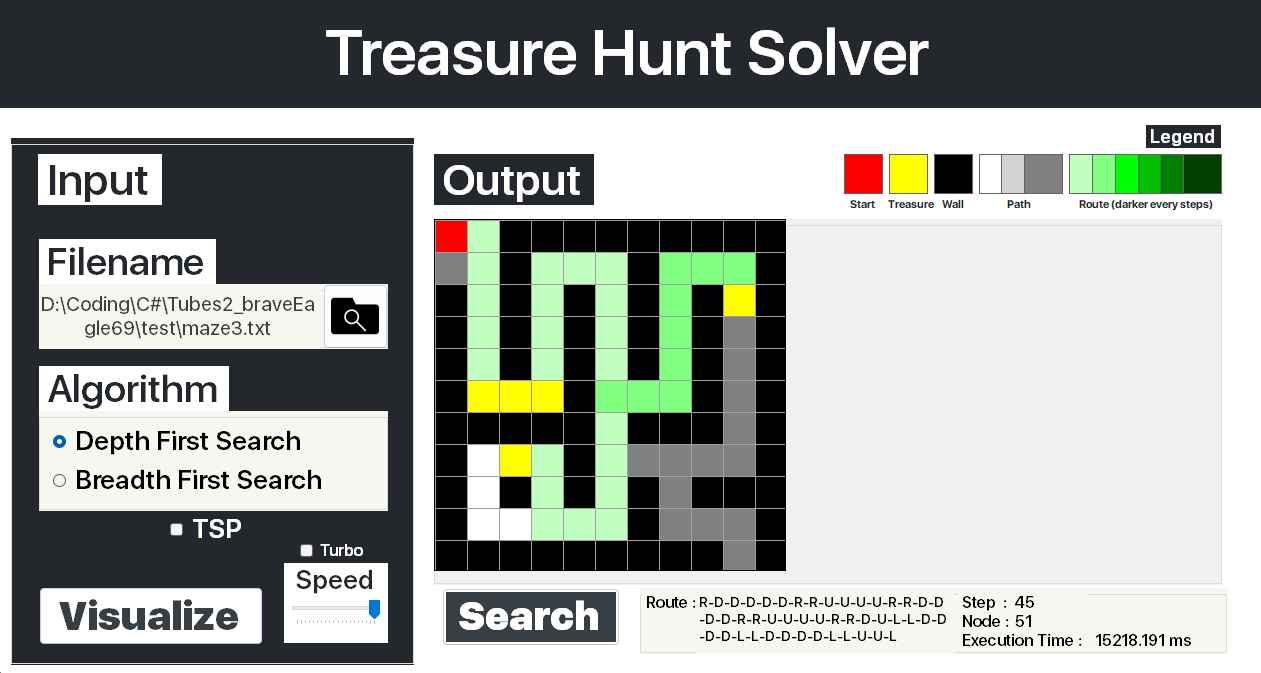 Treasure Hunt Solver
Input
Filename
D:\Coding\C#\Tubes2_braveEa
gle69\test\maze3.txt
Algorithm
Depth First Search
Breadth First Search
TSP
Turbo
Speed
Visualize
Output
Legend
Start Treasure Wall Path Route (darker every steps)
Search
Route : R-D-D-D-D-D-R-R-U-U-U-U-R-R-D-D
-D-D-R-R-U-U-U-U-R-R-D-U-L-L-D-D
-D-D-L-L-D-D-D-D-L-L-U-U-L
Step : 45
Node : 51
Execution Time : 15218.191 ms